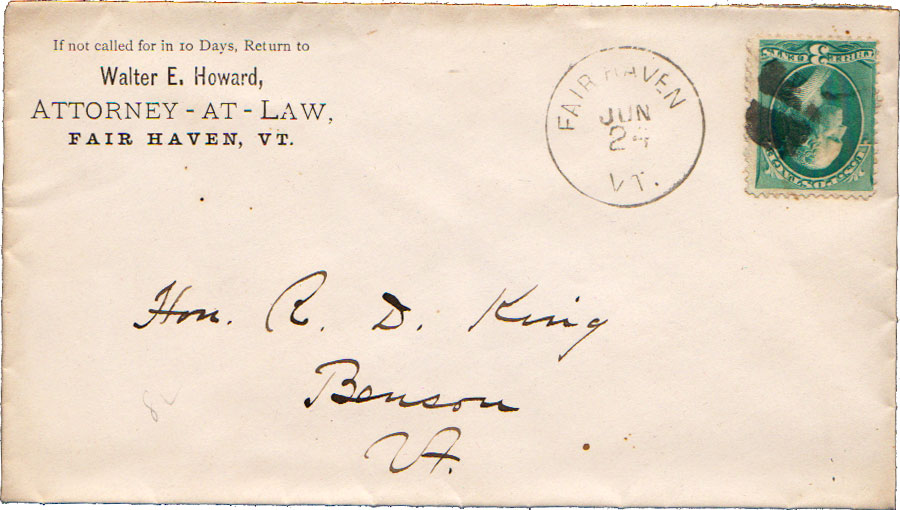 If not called for in 10 Days, Return to
Walter E. Howard,
ATTORNEY-AT-LAW,
FAIR HAVEN, VT.
FAIR HAVEN
JUN
24
VT.
3
Hon. R. D. King
Benson
Vt.